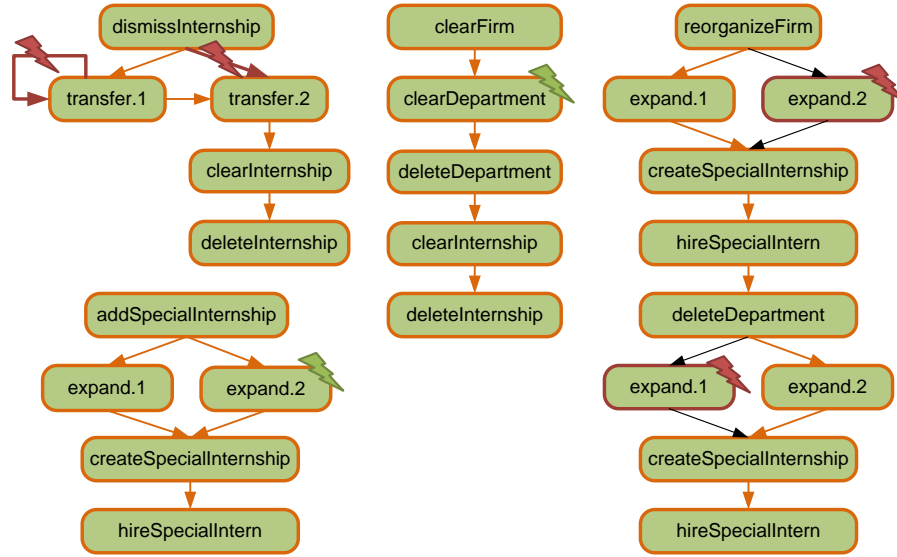 dismissInternship
transfer.1
transfer.2
clearInternship
deleteInternship
addSpecialInternship
expand.1
expand.2
createSpecialInternship
hireSpecialIntern
clearFirm
clearDepartment
deleteDepartment
clearInternship
deleteInternship
reorganizeFirm
expand.1
expand.2
createSpecialInternship
hireSpecialIntern
deleteDepartment
expand.1
expand.2
createSpecialInternship
hireSpecialIntern